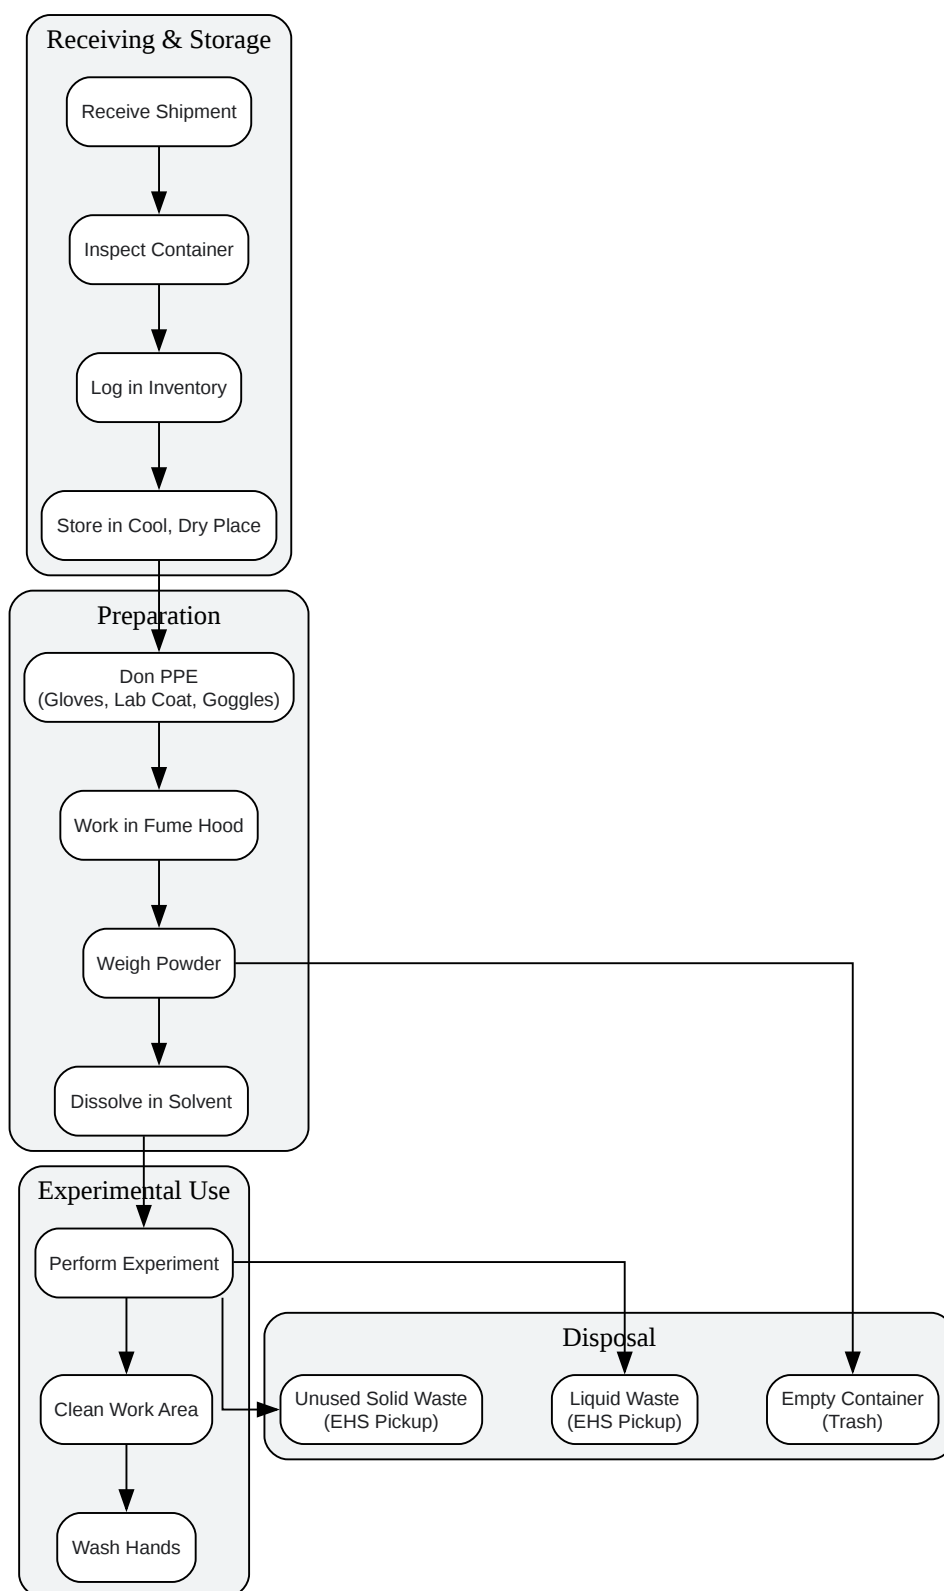 Receiving & Storage
Receive Shipment
Inspect Container
Log in Inventory
Store in Cool, Dry Place
Preparation
Don PPE
(Gloves, Lab Coat, Goggles)
Work in Fume Hood
Weigh Powder
Dissolve in Solvent
Experimental Use
Perform Experiment
Disposal
Unused Solid Waste
(EHS Pickup)
Liquid Waste
(EHS Pickup)
Empty Container
(Trash)
Clean Work Area
Wash Hands